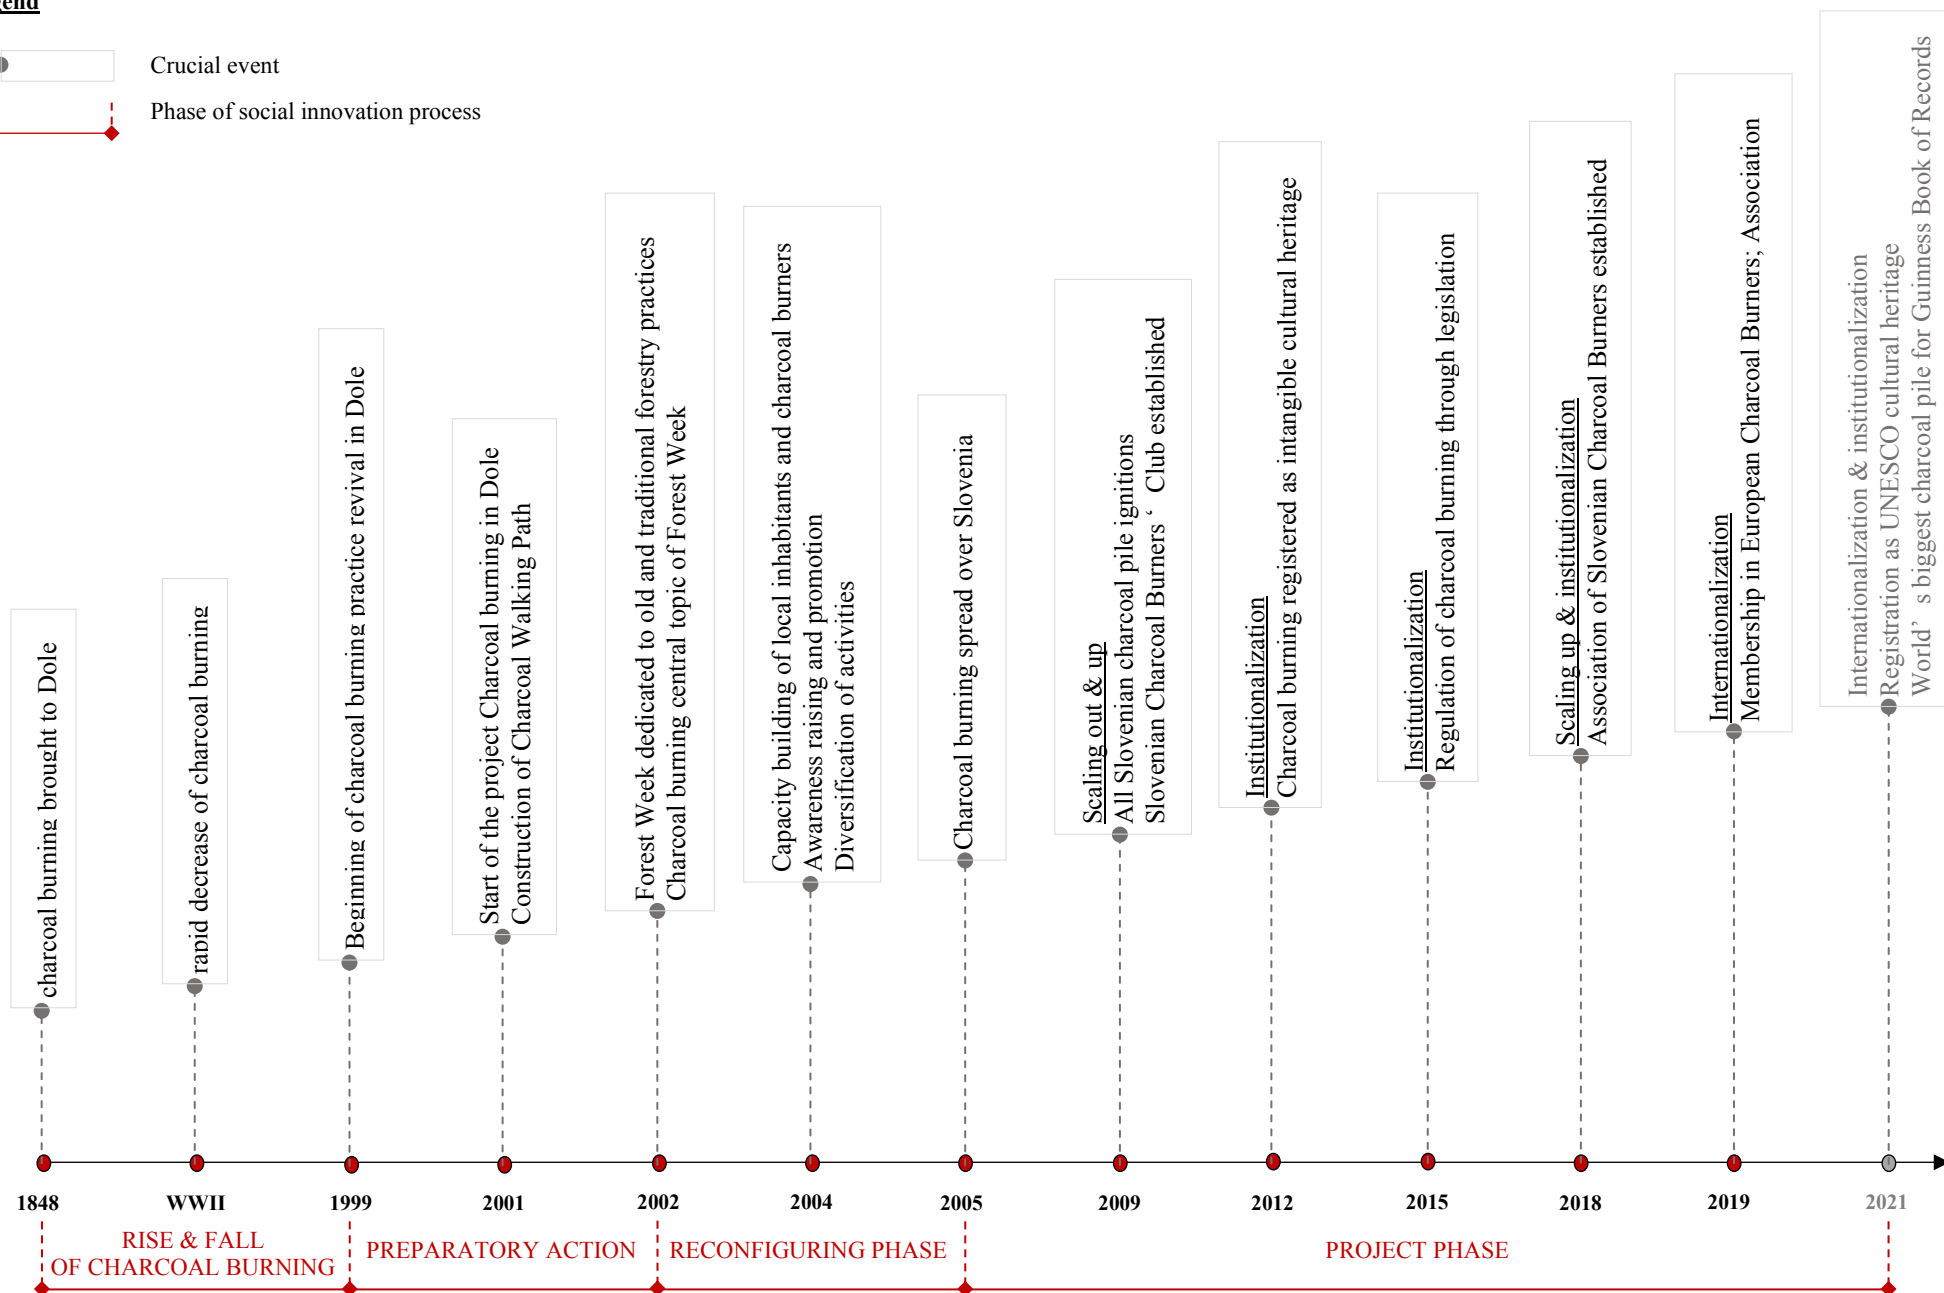 gend
Crucial event
Phase of social innovation process
charcoal burning brought to Dole
rapid decrease of charcoal burning
Beginning of charcoal burning practice revival in Dole
Start of the project Charcoal burning in Dole
Construction of Charcoal Walking Path
Forest Week dedicated to old and traditional forestry practices
Charcoal burning central topic of Forest Week
Capacity building of local inhabitants and charcoal burners
Awareness raising and promotion
Diversification of activities
Charcoal burning spread over Slovenia
Scaling out & up
All Slovenian charcoal pile ignitions
Slovenian Charcoal Burners ‘ Club established
Institutionalization
Charcoal burning registered as intangible cultural heritage
Institutionalization
Regulation of charcoal burning through legislation
Scaling up & institutionalization
Association of Slovenian Charcoal Burners established
Internationalization
Membership in European Charcoal Burners; Association
Internationalization & institutionalization
Registration as UNESCO cultural heritage
World’ s biggest charcoal pile for Guinness Book of Records
1848
WWII
1999
2001
2002
2004
2005
2009
2012
2015
2018
2019
2021
RISE & FALL
OF CHARCOAL BURNING
PREPARATORY ACTION
RECONFIGURING PHASE
PROJECT PHASE